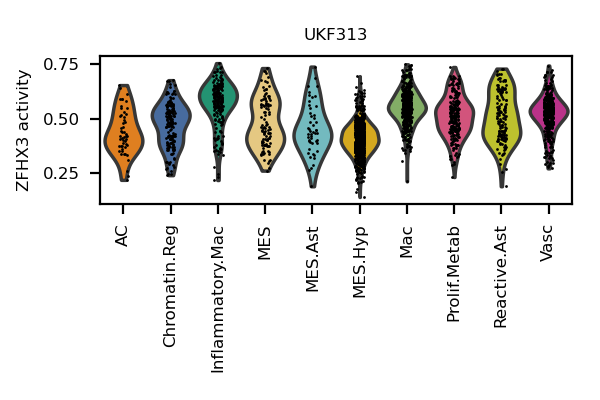 UKF313
ZFHX3 activity
0.75
0.50
0.25
AC
Chromatin.Reg
Inflammatory.Mac
MES
MES.Ast
MES.Hyp
Mac
Prolif.Metab
Reactive.Ast
Vasc